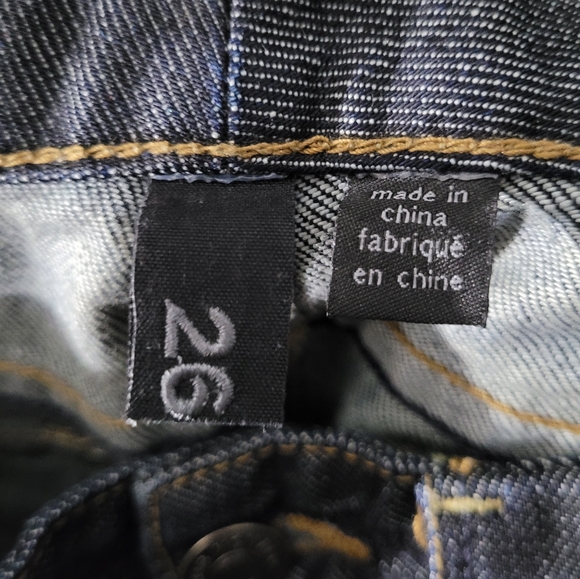 26
made in
china
fabriqué
en chine